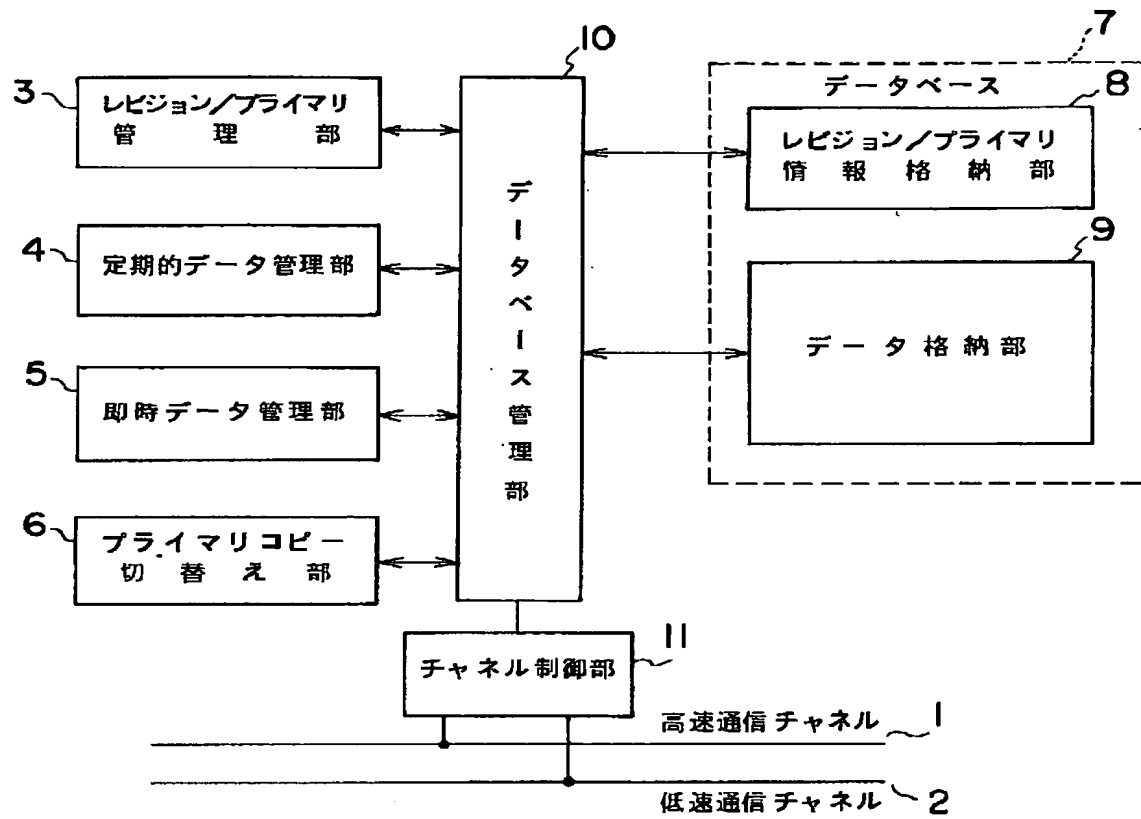 10
7
3
レビジョン/プライマリ
管理部
データベース
8
レビジョン/プライマリ
情報格納部
4
定期的データ管理部
データベース管理部
9
データ格納部
5
即時データ管理部
6
プライマリコピー
切替え部
11
チャネル制御部
高速通信チャネル
1
低速通信チャネル
2